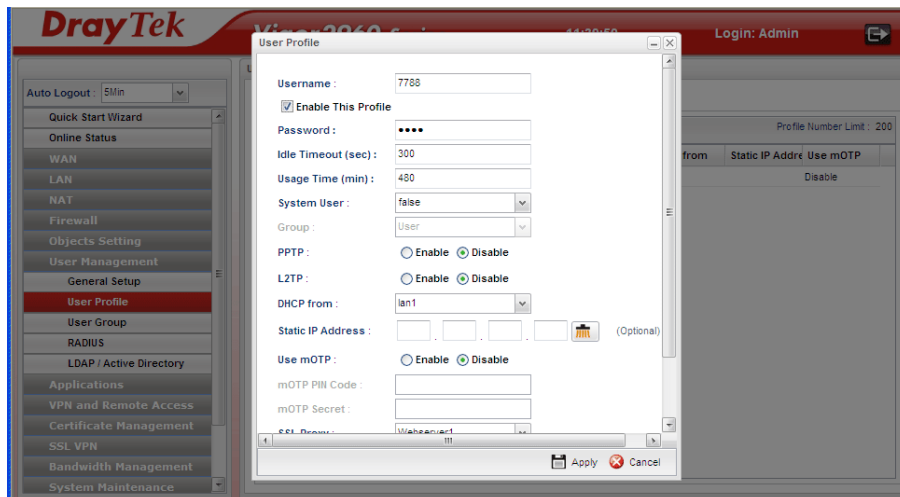 DrayTek
Login: Admin
User Profile
Auto Logout : 5Min
Quick Start Wizard
Online Status
WAN
LAN
NAT
Firewall
Objects Setting
User Management
General Setup
User Profile
User Group
RADIUS
LDAP / Active Directory
Applications
VPN and Remote Access
Certificate Management
SSL VPN
Bandwidth Management
System Maintenance
Username : 7788
Enable This Profile
Password : ••••
Idle Timeout (sec) : 300
Usage Time (min) : 480
System User : false
Group : User
PPTP : Enable Disable
L2TP : Enable Disable
DHCP from : lan1
Static IP Address : . . . (Optional)
Use mOTP : Enable Disable
mOTP PIN Code :
mOTP Secret :
SSL Proxy : Webserver1
Apply Cancel
Profile Number Limit : 200
from Static IP Addre Use mOTP
Disable